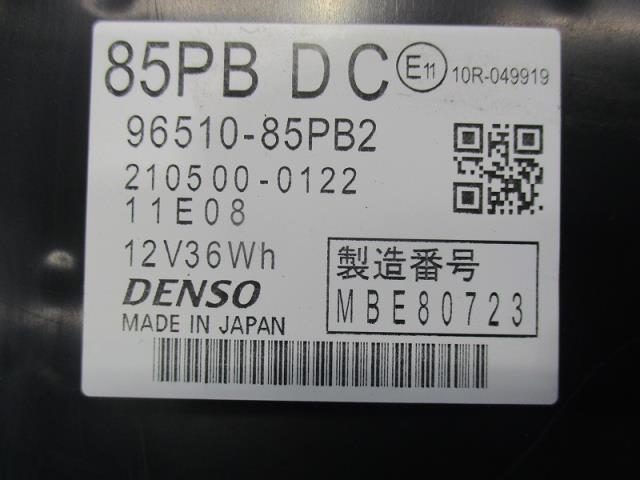 85PB DC E11 10R-049919
96510-85PB2
210500-0122
11E08
12V36Wh
製造番号
MBE80723
DENSO
MADE IN JAPAN